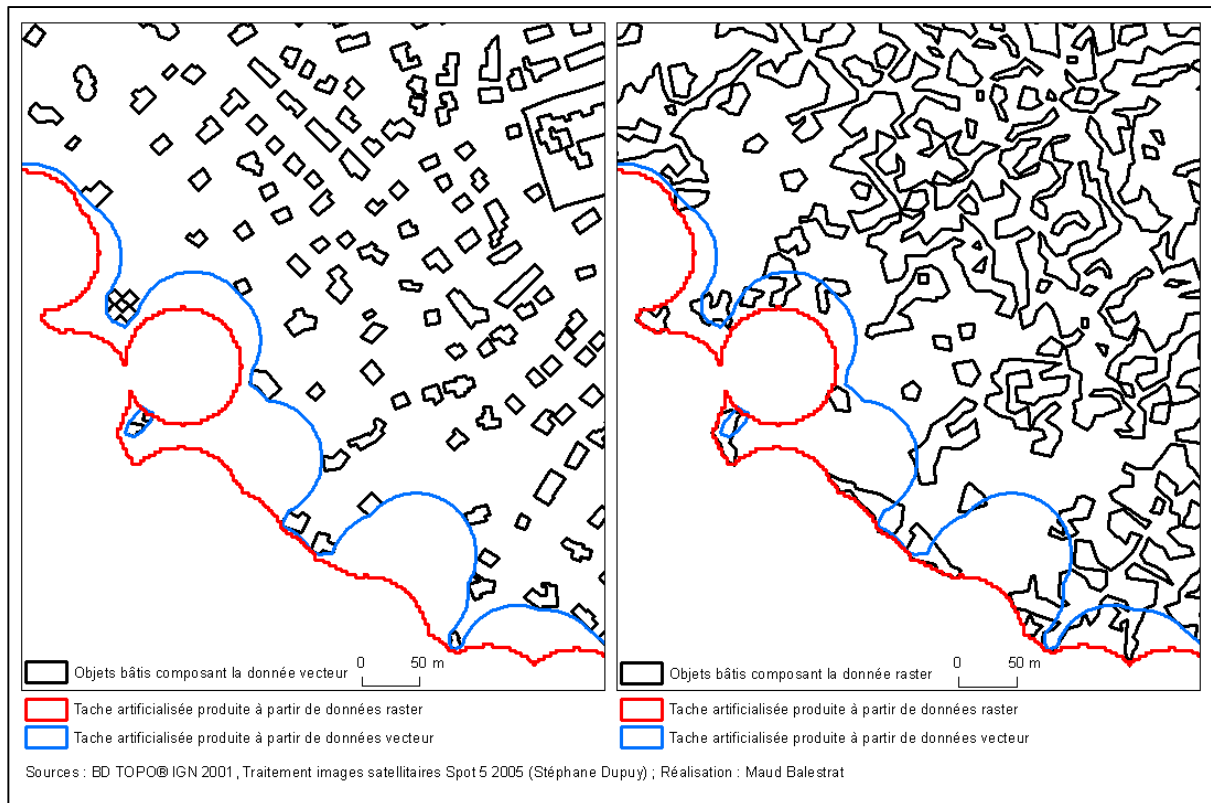 Objets bâtis composant la donnée vecteur
0 50 m
Objets bâtis composant la donnée raster
0 50 m
Tache artificialisée produite à partir de données raster
Tache artificialisée produite à partir de données raster
Tache artificialisée produite à partir de données vecteur
Tache artificialisée produite à partir de données vecteur
Sources : BD TOPO® IGN 2001, Traitement images satellitaires Spot 5 2005 (Stéphane Dupuy) ; Réalisation : Maud Balestrat